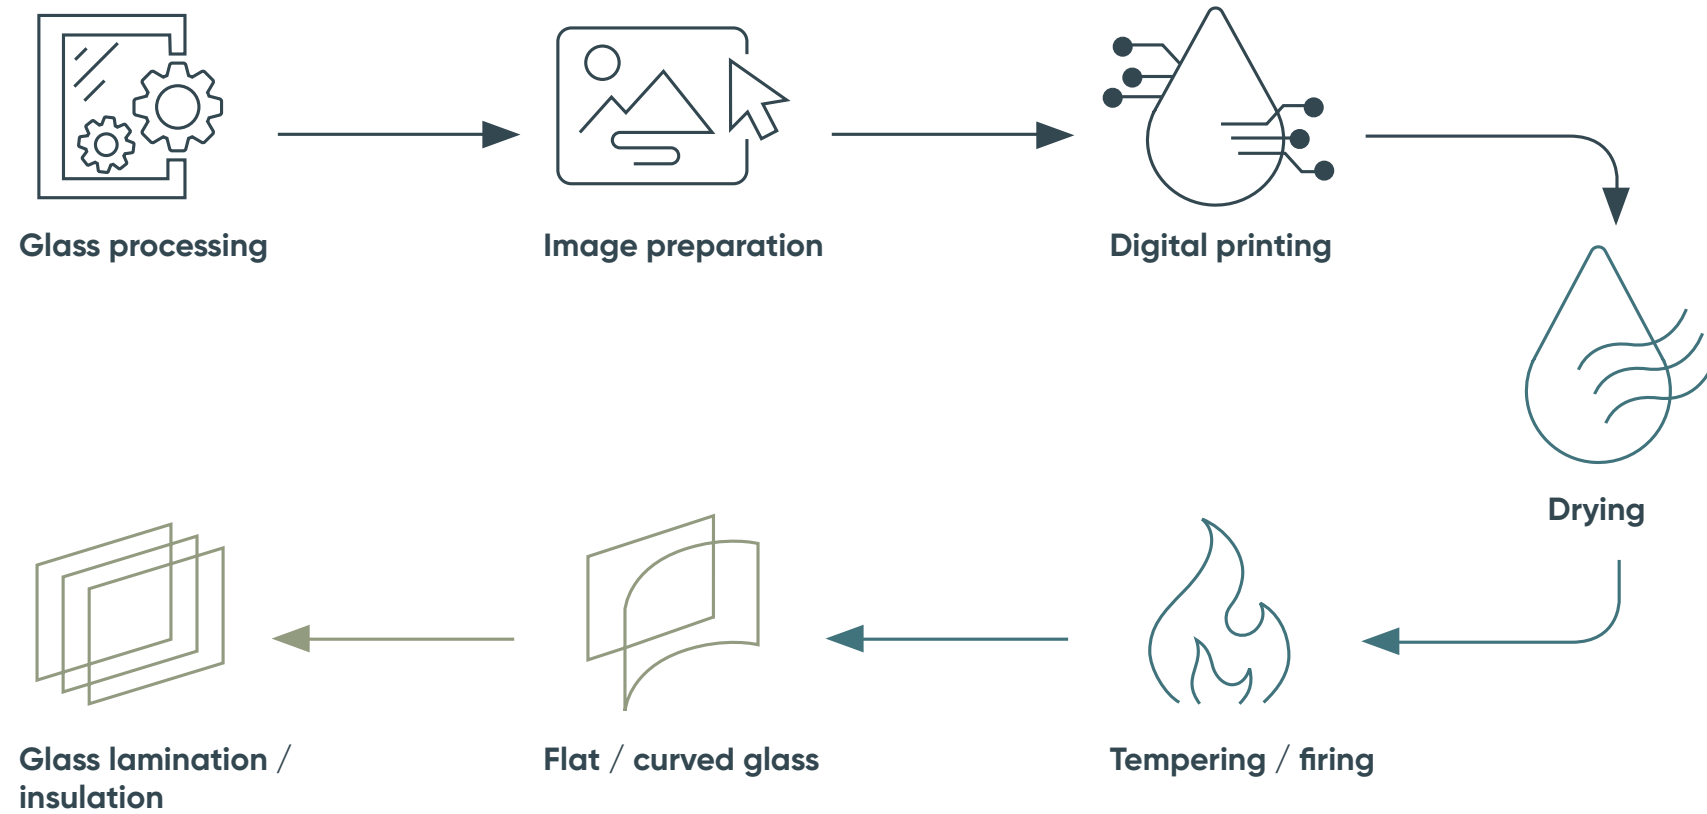 Glass processing
Image preparation
Digital printing
Drying
Tempering / firing
Flat / curved glass
Glass lamination /
insulation